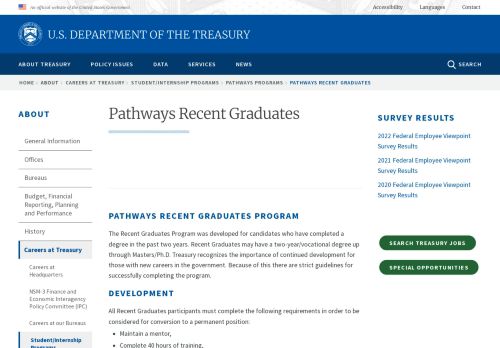 An official website of the United States Government
Accessibility
Languages
Contact
U.S. DEPARTMENT OF THE TREASURY
ABOUT TREASURY
POLICY ISSUES
DATA
SERVICES
NEWS
SEARCH
HOME › ABOUT › CAREERS AT TREASURY › STUDENT/INTERNSHIP PROGRAMS › PATHWAYS PROGRAMS › PATHWAYS RECENT GRADUATES
ABOUT
General Information
Offices
Bureaus
Budget, Financial
Reporting, Planning
and Performance
History
Careers at Treasury
Careers at
Headquarters
NSM-3 Finance and
Economic Interagency
Policy Committee (IPC)
Careers at our Bureaus
Student/Internship
Programs
Pathways Recent Graduates
PATHWAYS RECENT GRADUATES PROGRAM
The Recent Graduates Program was developed for candidates who have completed a
degree in the past two years. Recent Graduates may have a two-year/vocational degree up
through Masters/Ph.D. Treasury recognizes the importance of continued development for
those with new careers in the government. Because of this there are strict guidelines for
successfully completing the program.
DEVELOPMENT
All Recent Graduates participants must complete the following requirements in order to be
considered for conversion to a permanent position:
• Maintain a mentor,
• Complete 40 hours of training,
SURVEY RESULTS
2022 Federal Employee Viewpoint
Survey Results
2021 Federal Employee Viewpoint
Survey Results
2020 Federal Employee Viewpoint
Survey Results
SEARCH TREASURY JOBS
SPECIAL OPPORTUNITIES